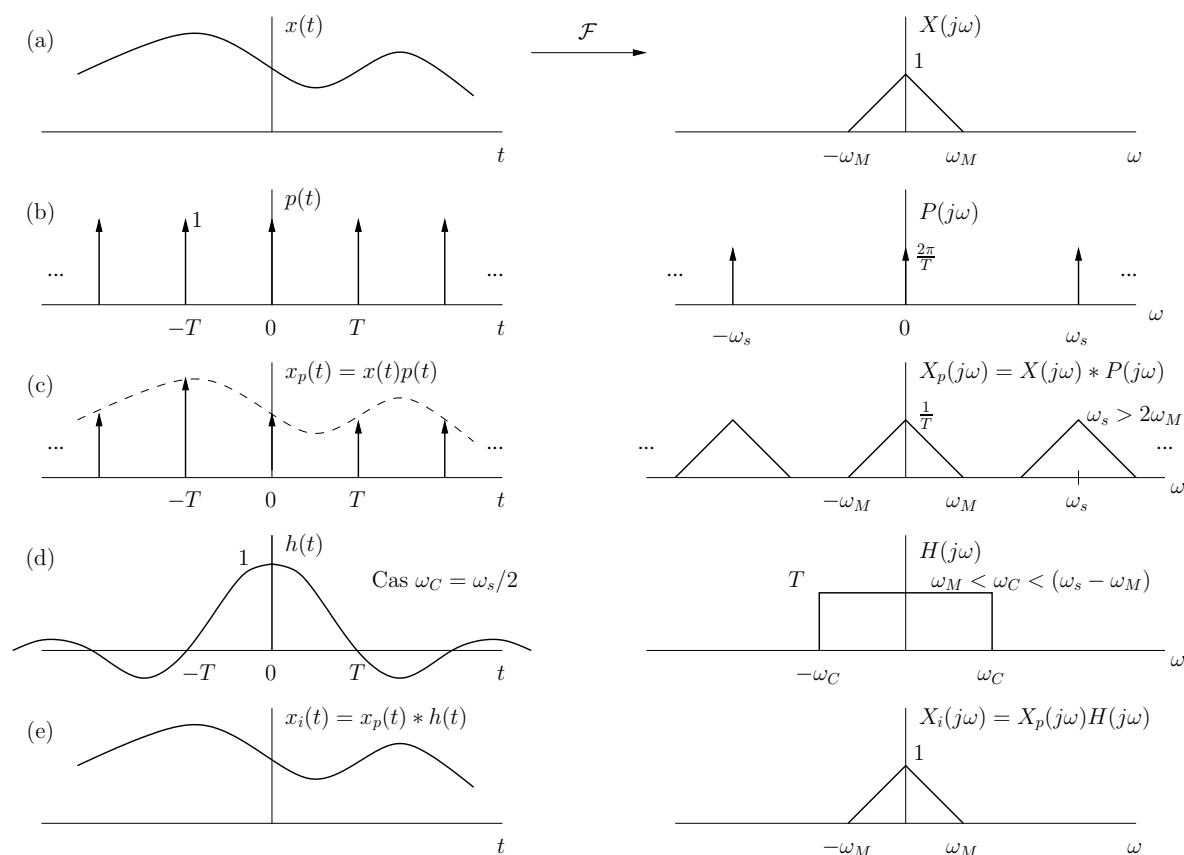 (a)
x(t)
t
ℱ
X(jω)
1
−ω_M
ω_M
ω
(b)
p(t)
1
...
...
−T
0
T
t
P(jω)
2π/T
...
...
−ω_s
0
ω_s
ω
(c)
x_p(t) = x(t)p(t)
...
...
−T
0
T
t
X_p(jω) = X(jω) ∗ P(jω)
1/T
ω_s > 2ω_M
...
...
−ω_M
ω_M
ω_s
ω
(d)
h(t)
1
Cas ω_C = ω_s/2
−T
0
T
t
H(jω)
T
ω_M < ω_C < (ω_s − ω_M)
−ω_C
ω_C
ω
(e)
x_i(t) = x_p(t) ∗ h(t)
t
X_i(jω) = X_p(jω)H(jω)
1
−ω_M
ω_M
ω